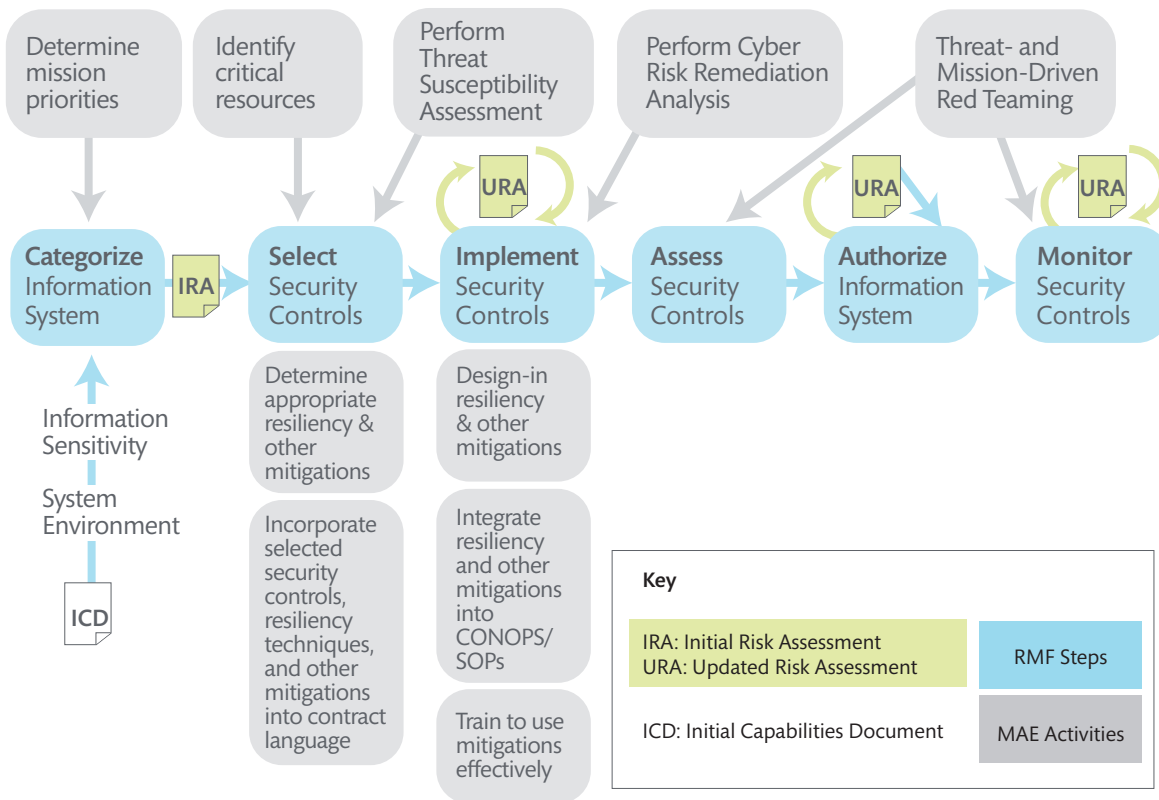 Determine
mission
priorities
Identify
critical
resources
Perform
Threat
Susceptibility
Assessment
Perform Cyber
Risk Remediation
Analysis
Threat- and
Mission-Driven
Red Teaming
URA
URA
URA
Categorize
Information
System
IRA
Select
Security
Controls
Implement
Security
Controls
Assess
Security
Controls
Authorize
Information
System
Monitor
Security
Controls
Information
Sensitivity
System
Environment
ICD
Determine
appropriate
resiliency &
other
mitigations
Incorporate
selected
security
controls,
resiliency
techniques,
and other
mitigations
into contract
language
Design-in
resiliency
& other
mitigations
Integrate
resiliency
and other
mitigations
into
CONOPS/
SOPs
Train to use
mitigations
effectively
Key
IRA: Initial Risk Assessment
URA: Updated Risk Assessment
RMF Steps
ICD: Initial Capabilities Document
MAE Activities